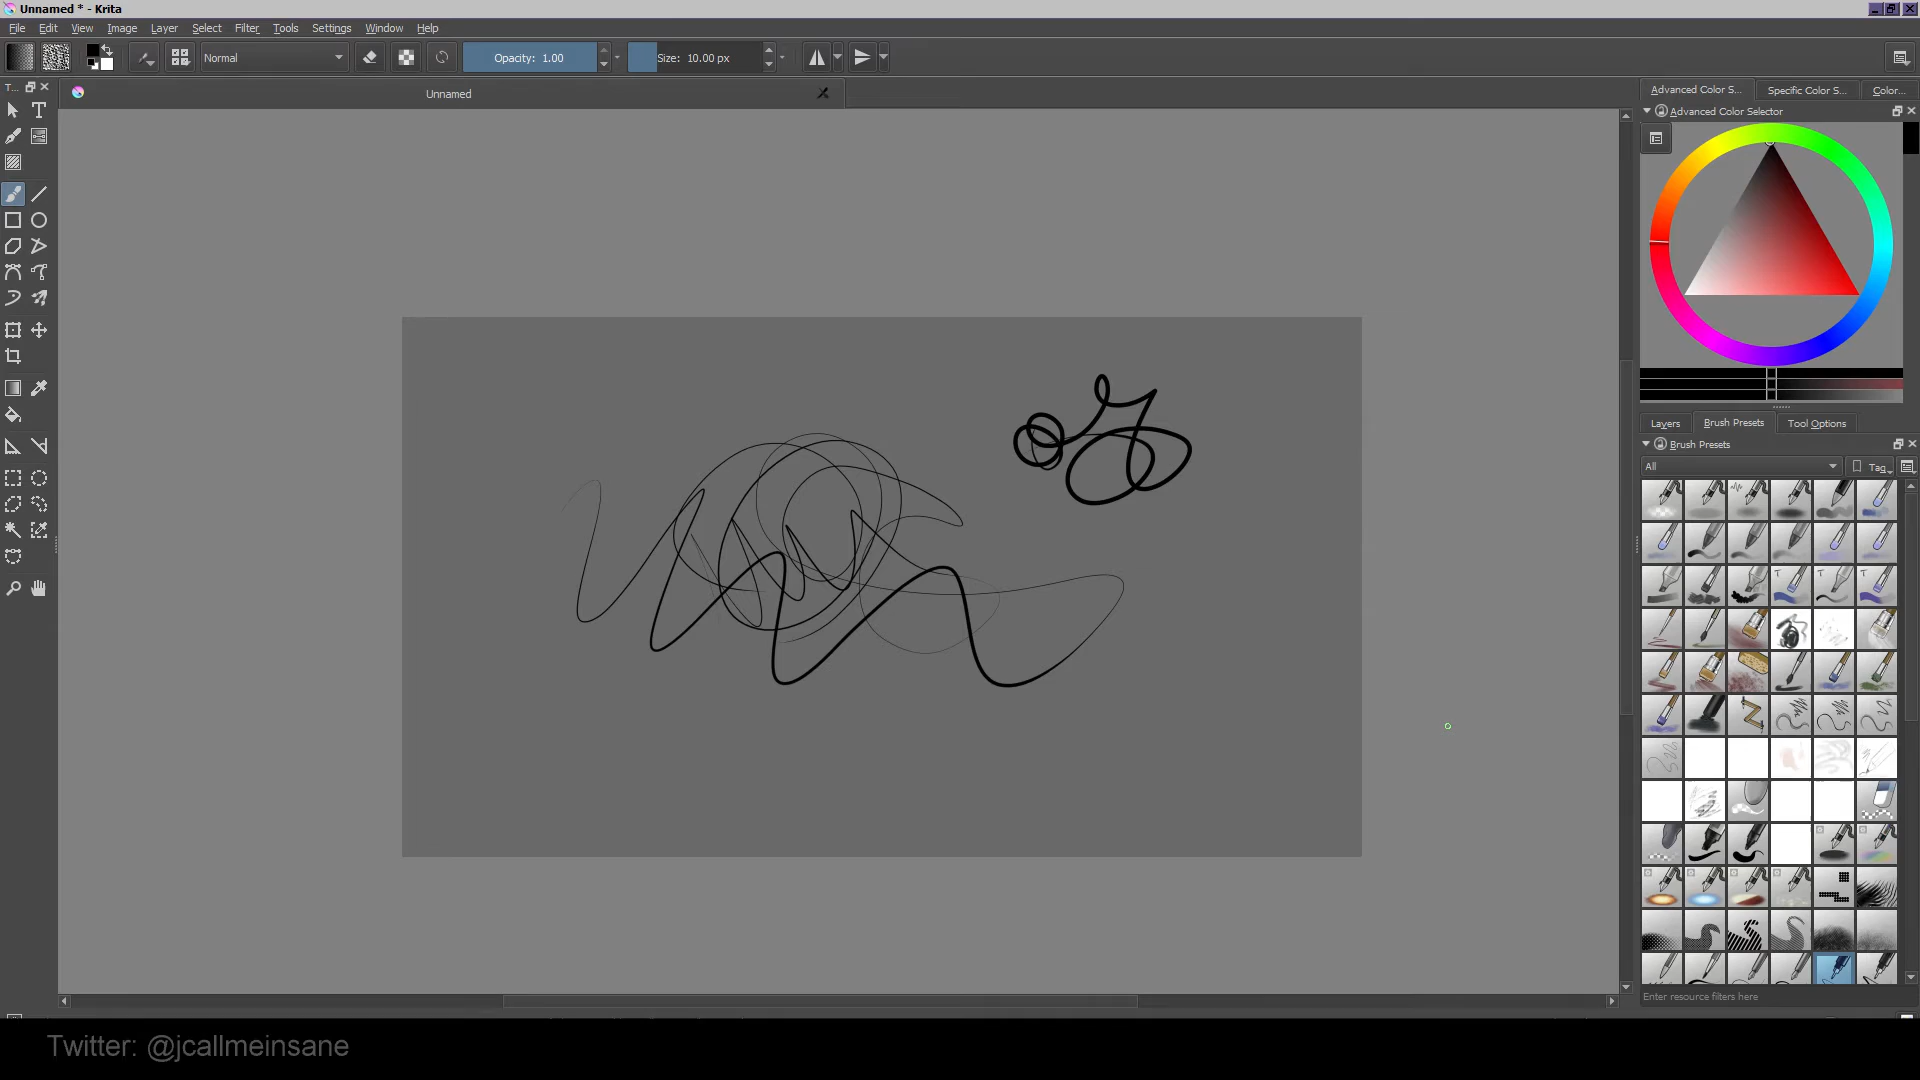 Unnamed * - Krita
File Edit View Image Layer Select Filter Tools Settings Window Help
Normal Opacity: 1.00 Size: 10.00 px
T...
Unnamed
Advanced Color S... Specific Color S... Color...
Advanced Color Selector
Layers Brush Presets Tool Options
Brush Presets
All Tag
Enter resource filters here
Twitter: @jcallmeinsane